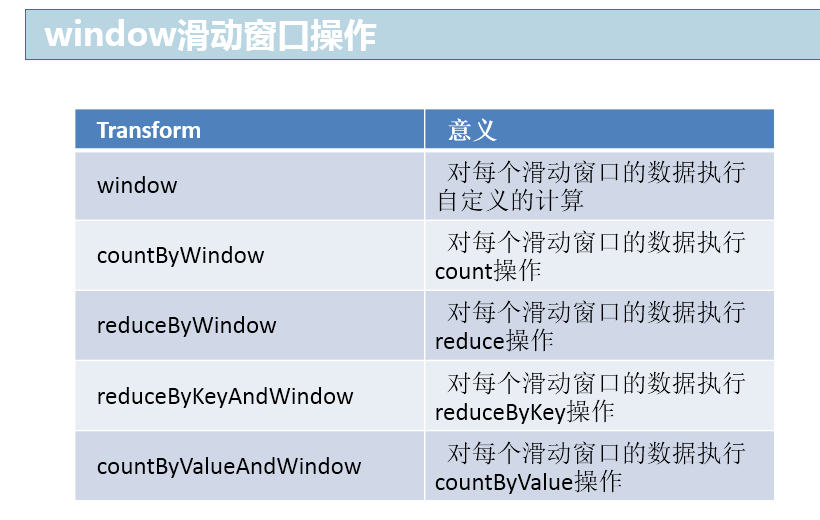 window滑动窗口操作
Transform
意义
window
对每个滑动窗口的数据执行
自定义的计算
countByWindow
对每个滑动窗口的数据执行
count操作
reduceByWindow
对每个滑动窗口的数据执行
reduce操作
reduceByKeyAndWindow
对每个滑动窗口的数据执行
reduceByKey操作
countByValueAndWindow
对每个滑动窗口的数据执行
countByValue操作